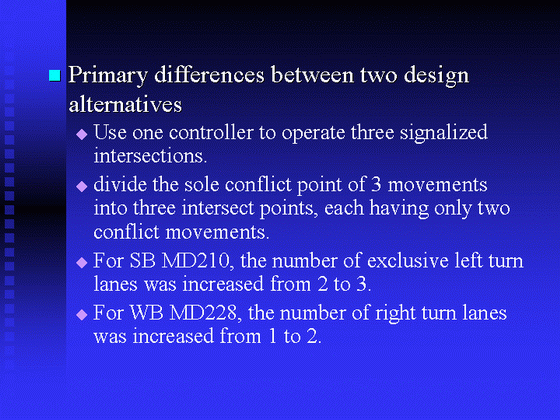 Primary differences between two design
alternatives
Use one controller to operate three signalized
intersections.
divide the sole conflict point of 3 movements
into three intersect points, each having only two
conflict movements.
For SB MD210, the number of exclusive left turn
lanes was increased from 2 to 3.
For WB MD228, the number of right turn lanes
was increased from 1 to 2.